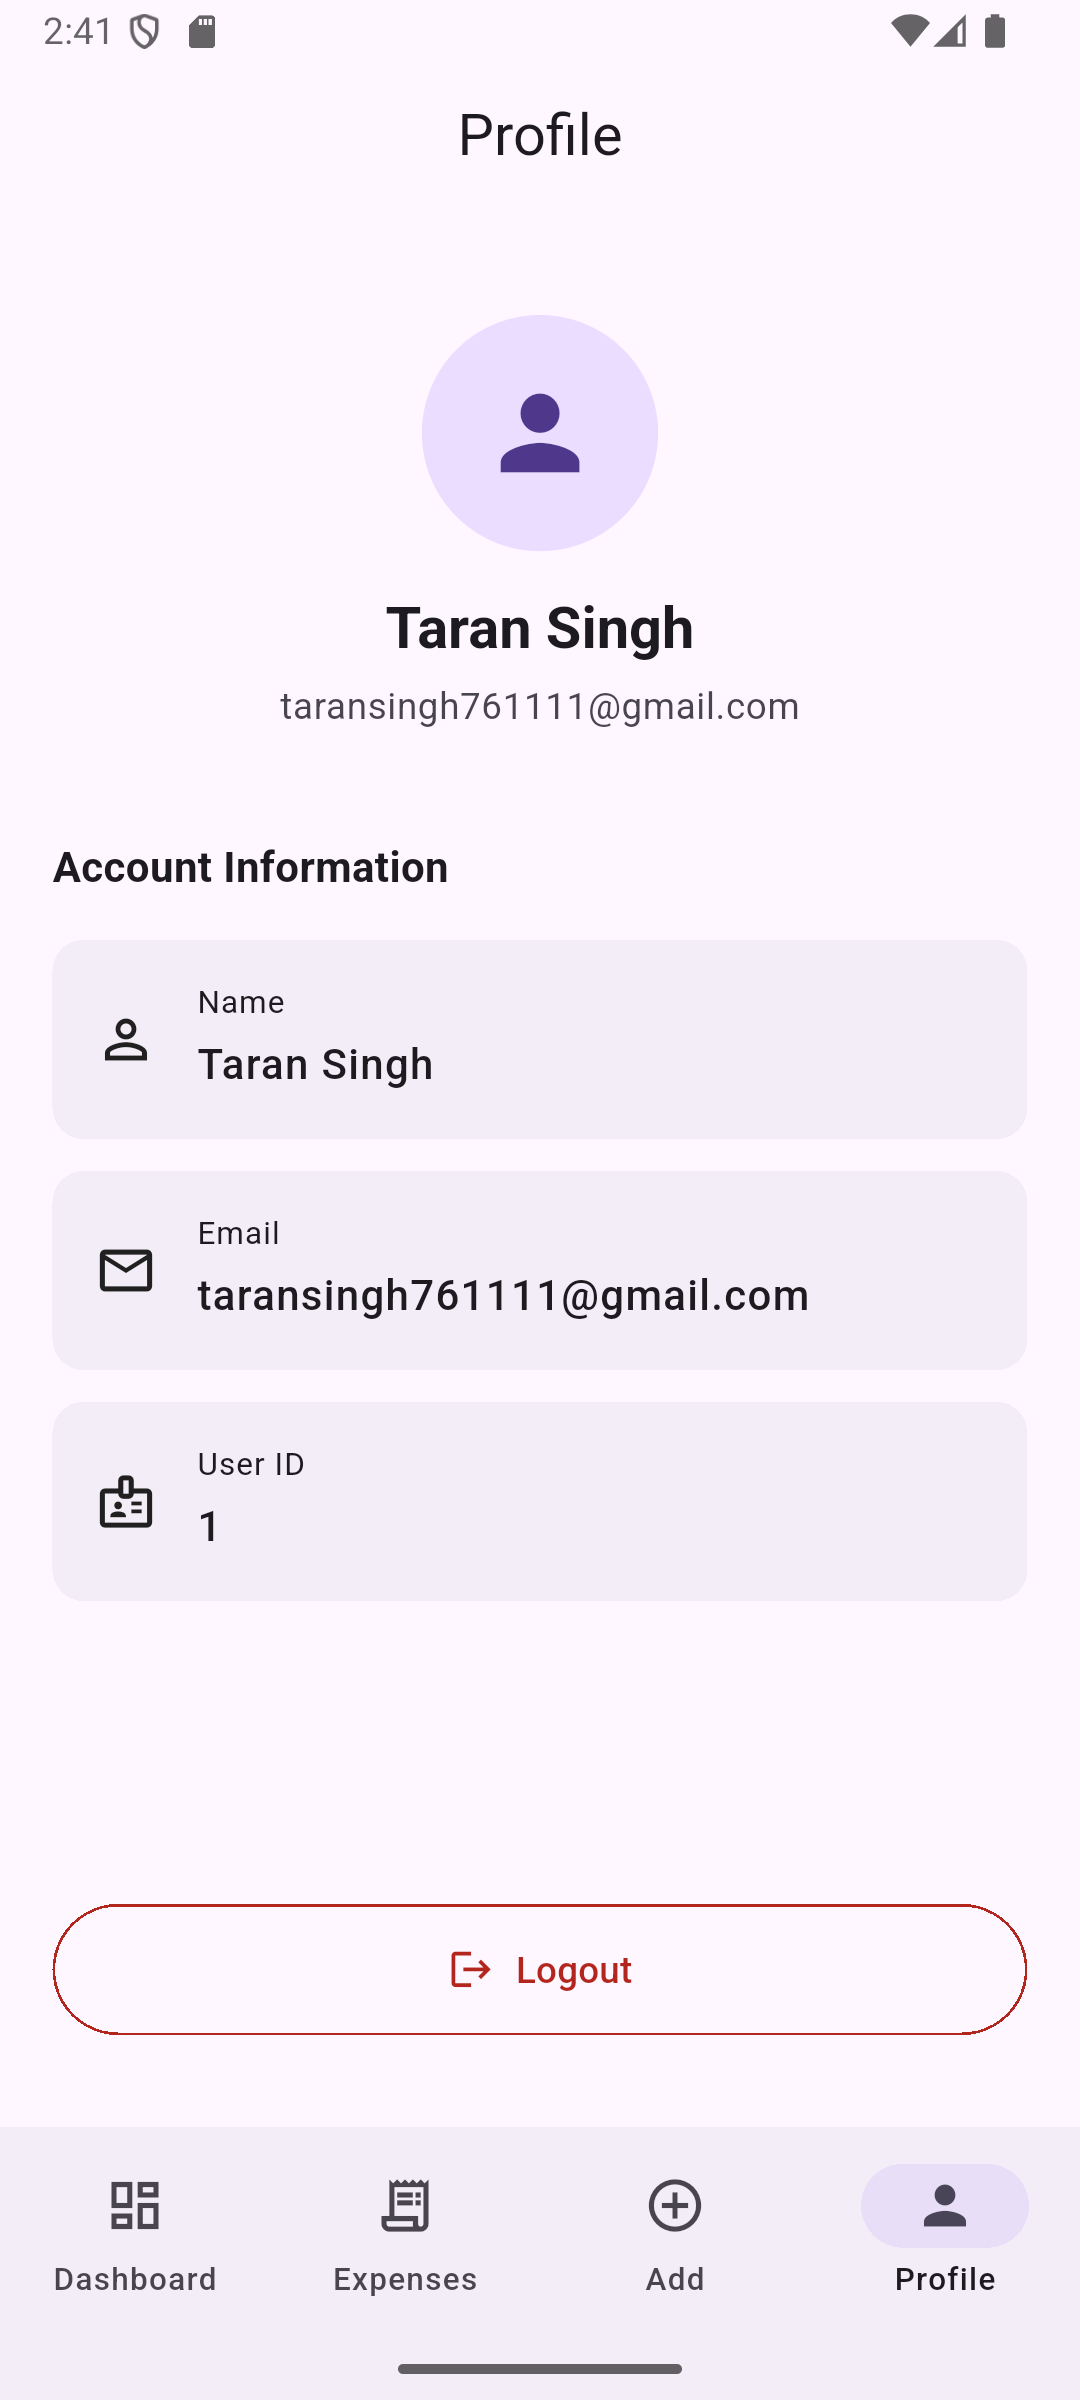 2:41
Profile
Taran Singh
taransingh761111@gmail.com
Account Information
Name
Taran Singh
Email
taransingh761111@gmail.com
User ID
1
Logout
Dashboard
Expenses
Add
Profile